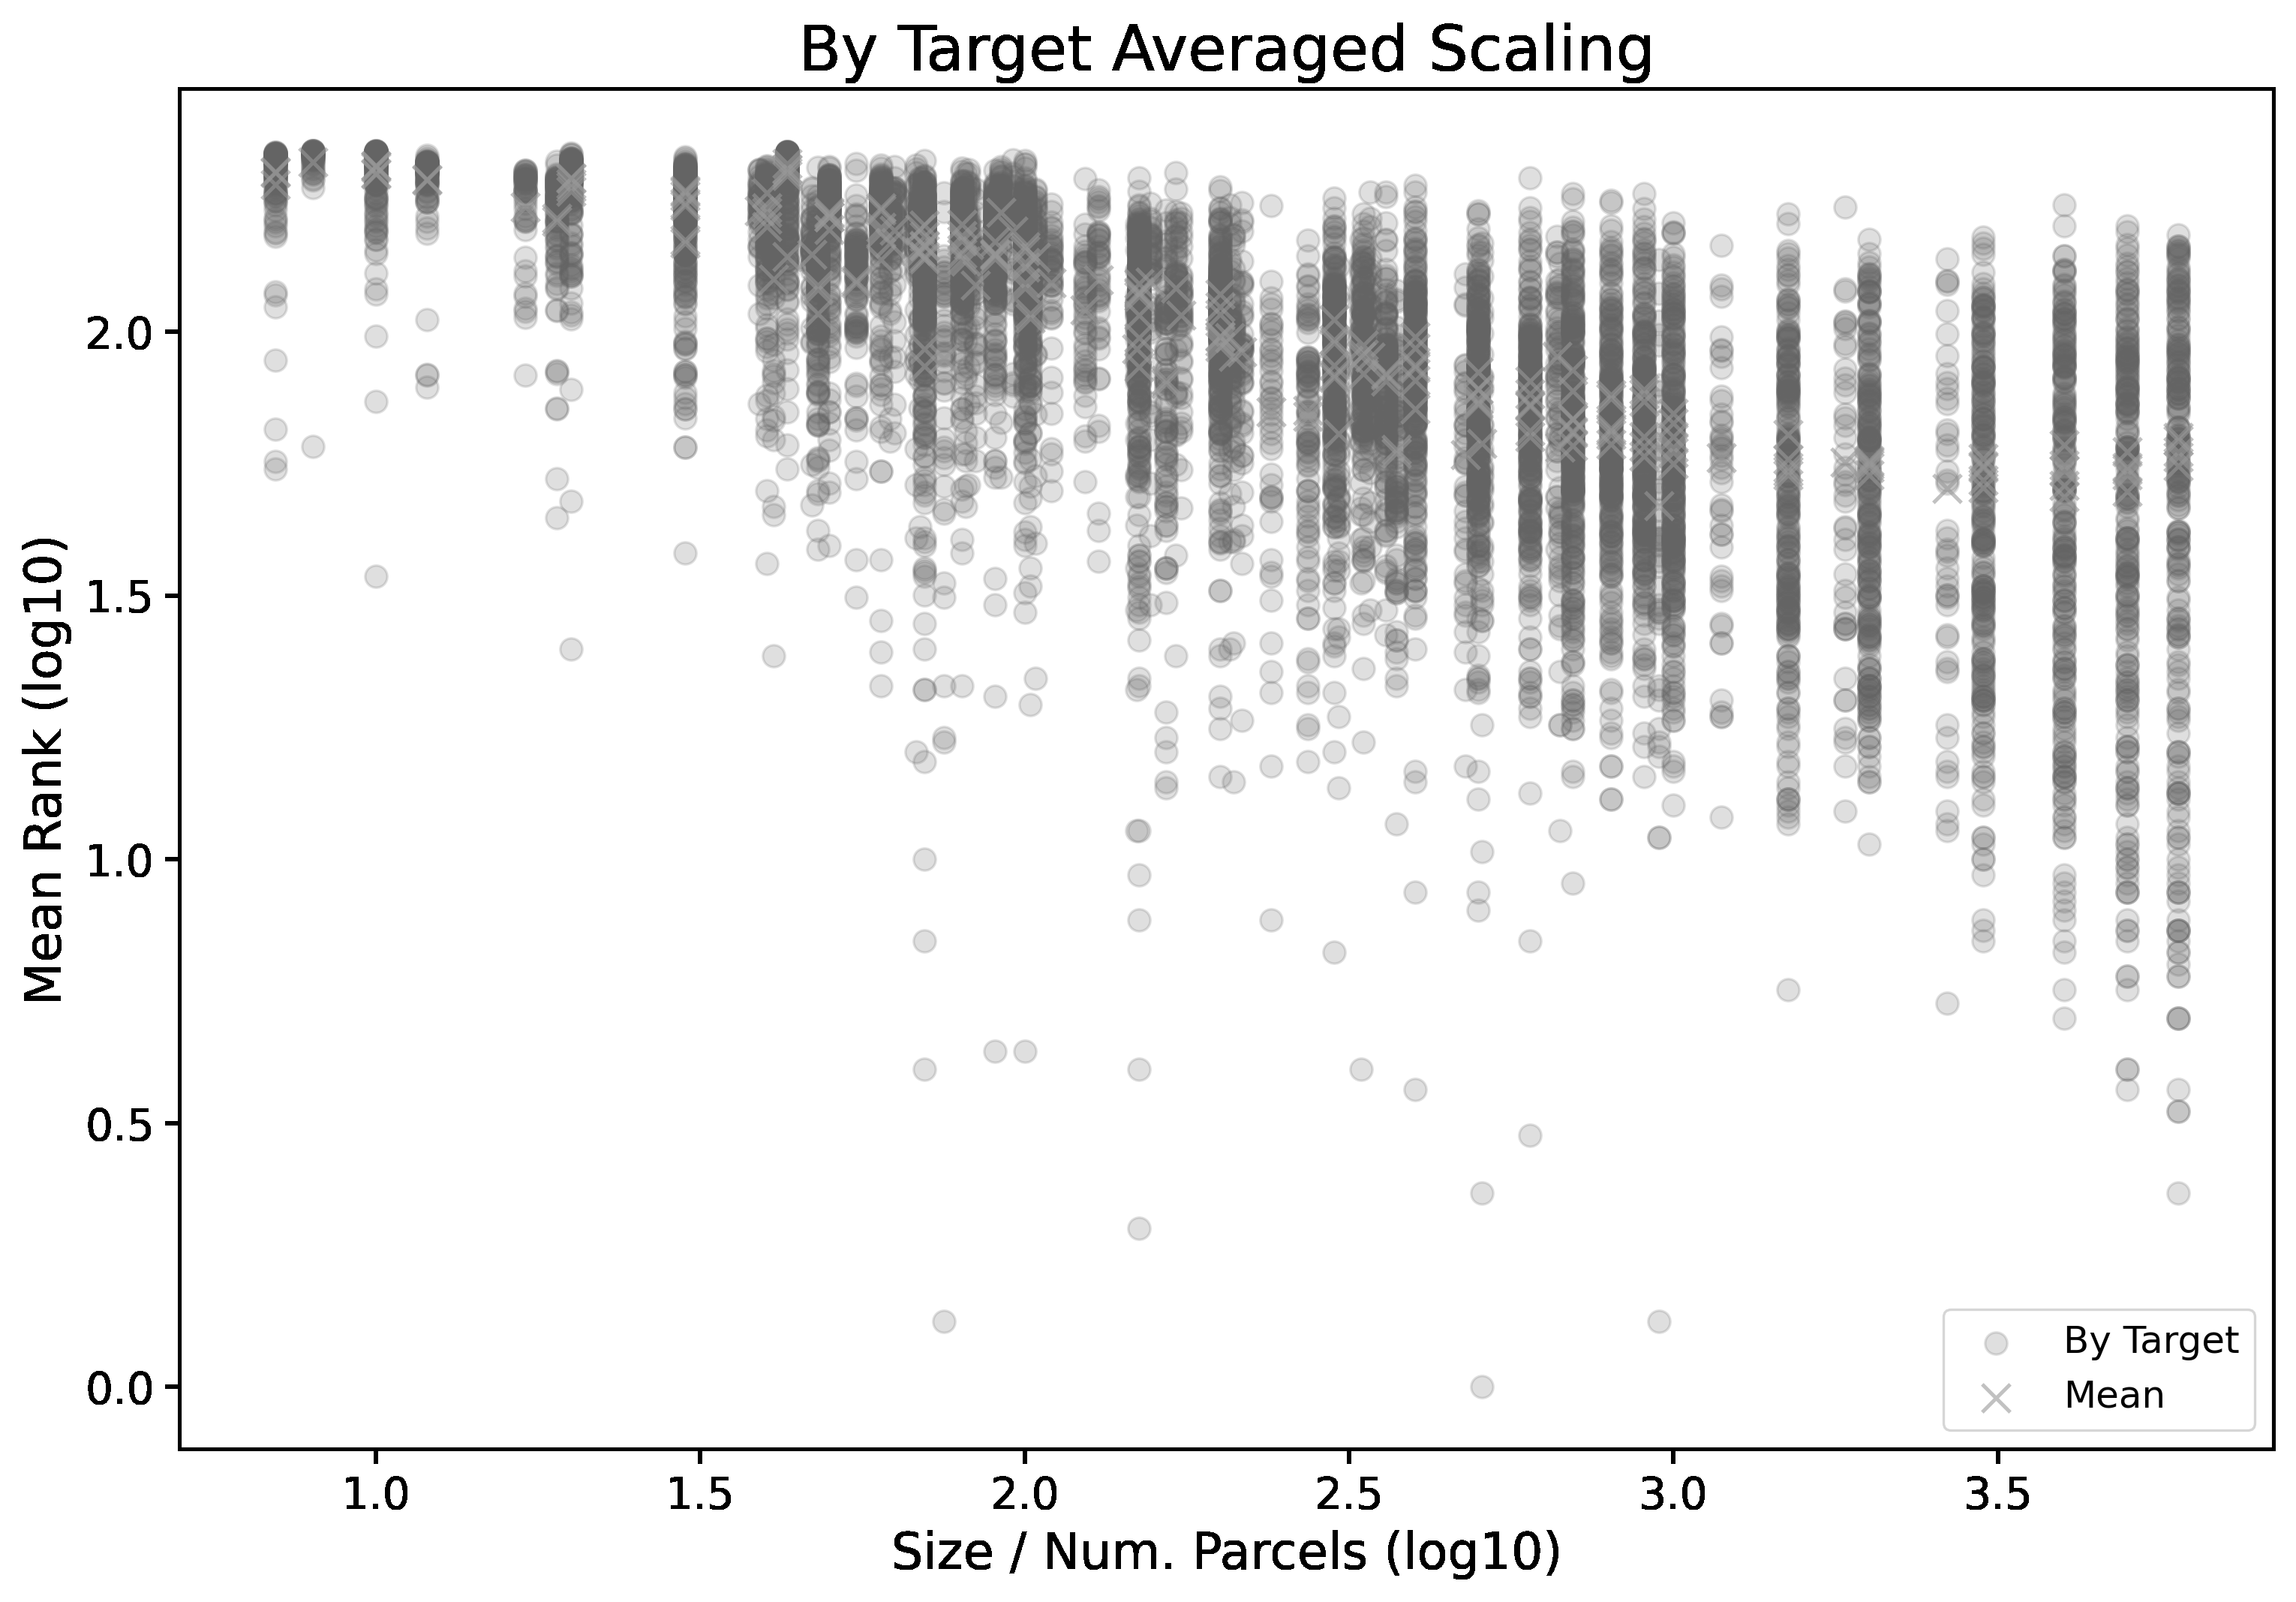 By Target Averaged Scaling
Mean Rank (log10)
2.0
1.5
1.0
0.5
0.0
1.0 1.5 2.0 2.5 3.0 3.5
Size / Num. Parcels (log10)
By Target
Mean